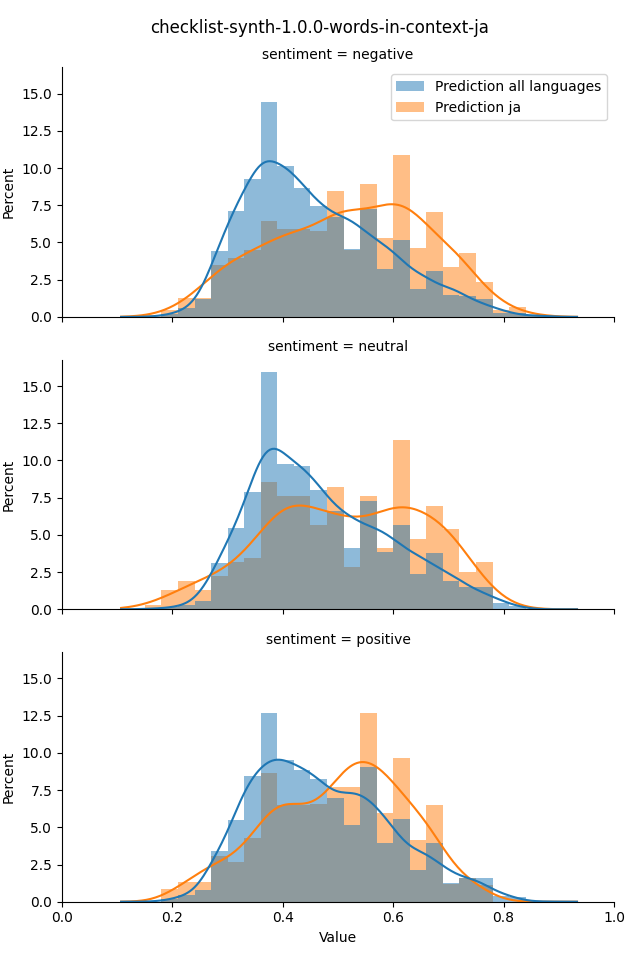 checklist-synth-1.0.0-words-in-context-ja
sentiment = negative
Prediction all languages
Prediction ja
15.0
12.5
10.0
7.5
5.0
2.5
0.0
Percent
sentiment = neutral
15.0
12.5
10.0
7.5
5.0
2.5
0.0
Percent
sentiment = positive
15.0
12.5
10.0
7.5
5.0
2.5
0.0
Percent
0.0 0.2 0.4 0.6 0.8 1.0
Value